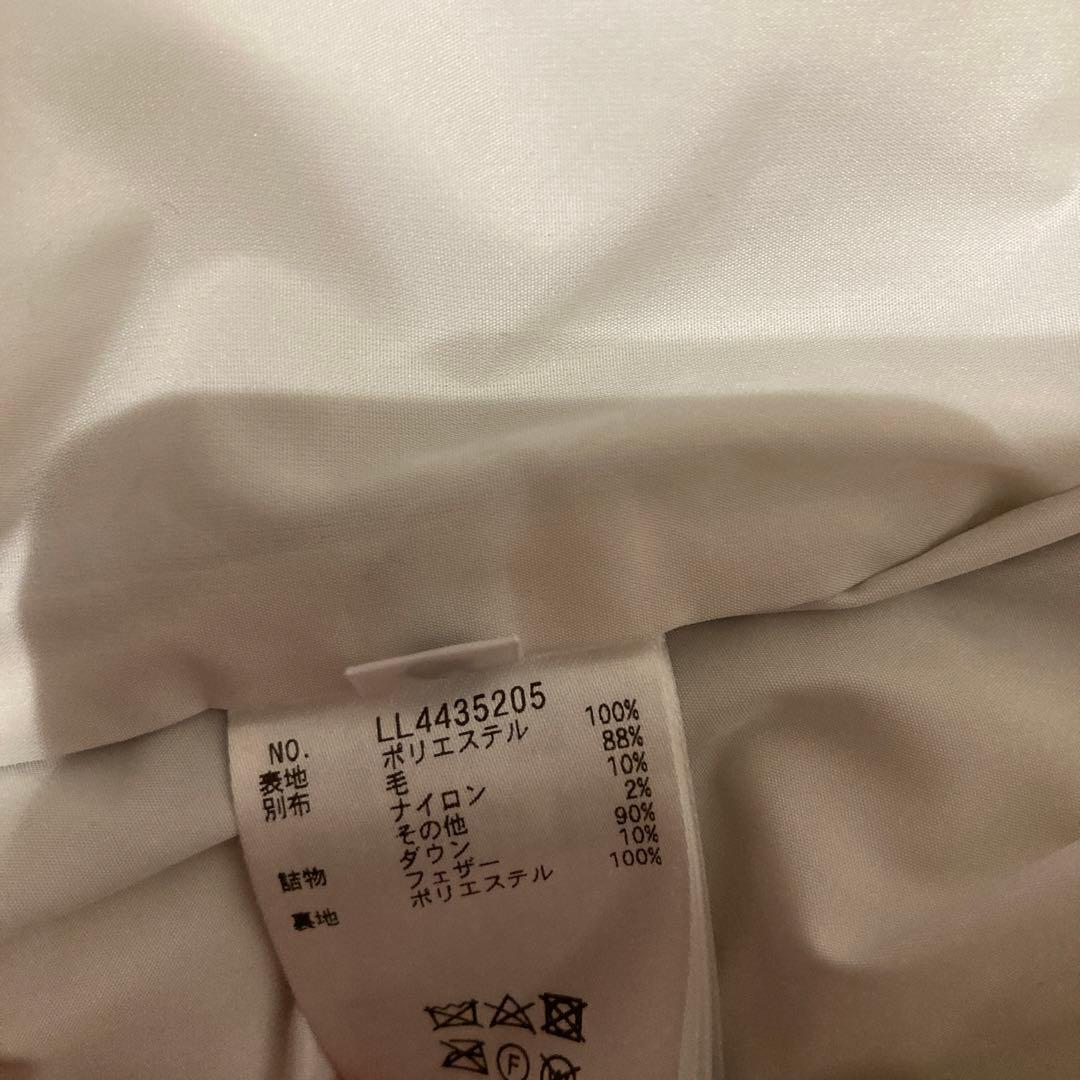 NO. LL4435205
表地 ポリエステル 100%
別布 毛 88%
ナイロン 10%
その他 2%
詰物 ダウン 90%
フェザー 10%
裏地 ポリエステル 100%
F
W